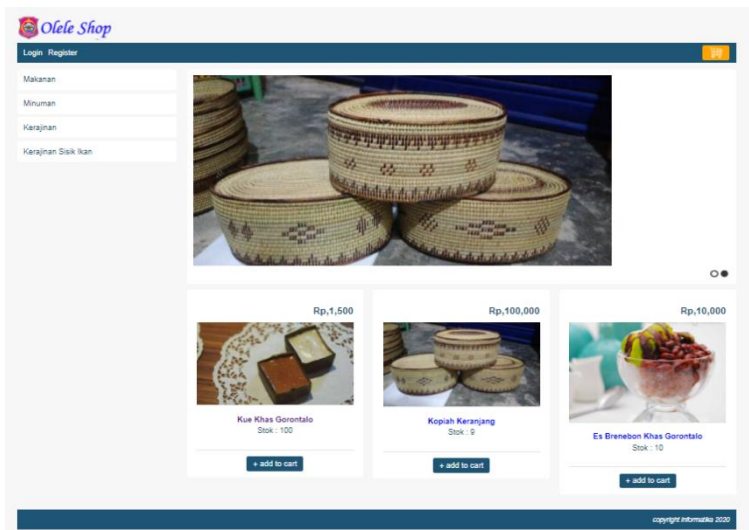 Olele Shop
Login Register
Makanan
Minuman
Kerajinan
Kerajinan Sisik Ikan
Rp,1,500
Kue Khas Gorontalo
Stok : 100
+ add to cart
Rp,100,000
Kopiah Keranjang
Stok : 9
+ add to cart
Rp,10,000
Es Brenebon Khas Gorontalo
Stok : 10
+ add to cart
copyright informatika 2020